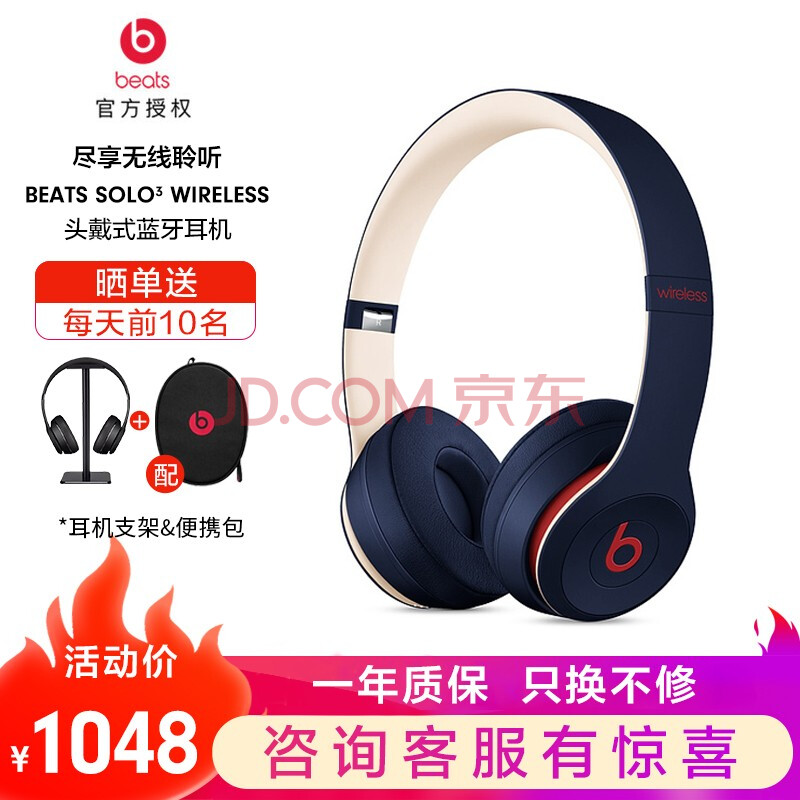 beats
官方授权
尽享无线聆听
BEATS SOLO³ WIRELESS
头戴式蓝牙耳机
晒单送
每天前10名
wireless
JD.COM 京东
+
配
*耳机支架&便携包
活动价
¥1048
一年质保 只换不修
咨询客服有惊喜